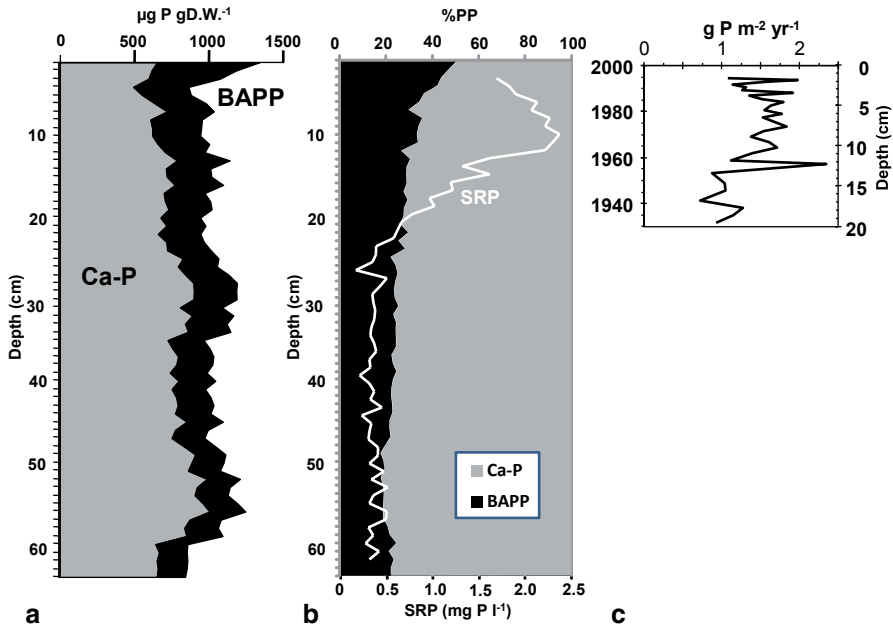 µg P gD.W.-1
0 500 1000 1500
BAPP
Ca-P
Depth (cm)
10
20
30
40
50
60
a
%PP
0 20 40 60 80 100
SRP
Depth (cm)
10
20
30
40
50
60
Ca-P
BAPP
0 0.5 1.0 1.5 2.0 2.5
SRP (mg P l-1)
b
g P m-2 yr-1
0 1 2
2000
1980
1960
1940
0
5
10
15
20
Depth (cm)
c